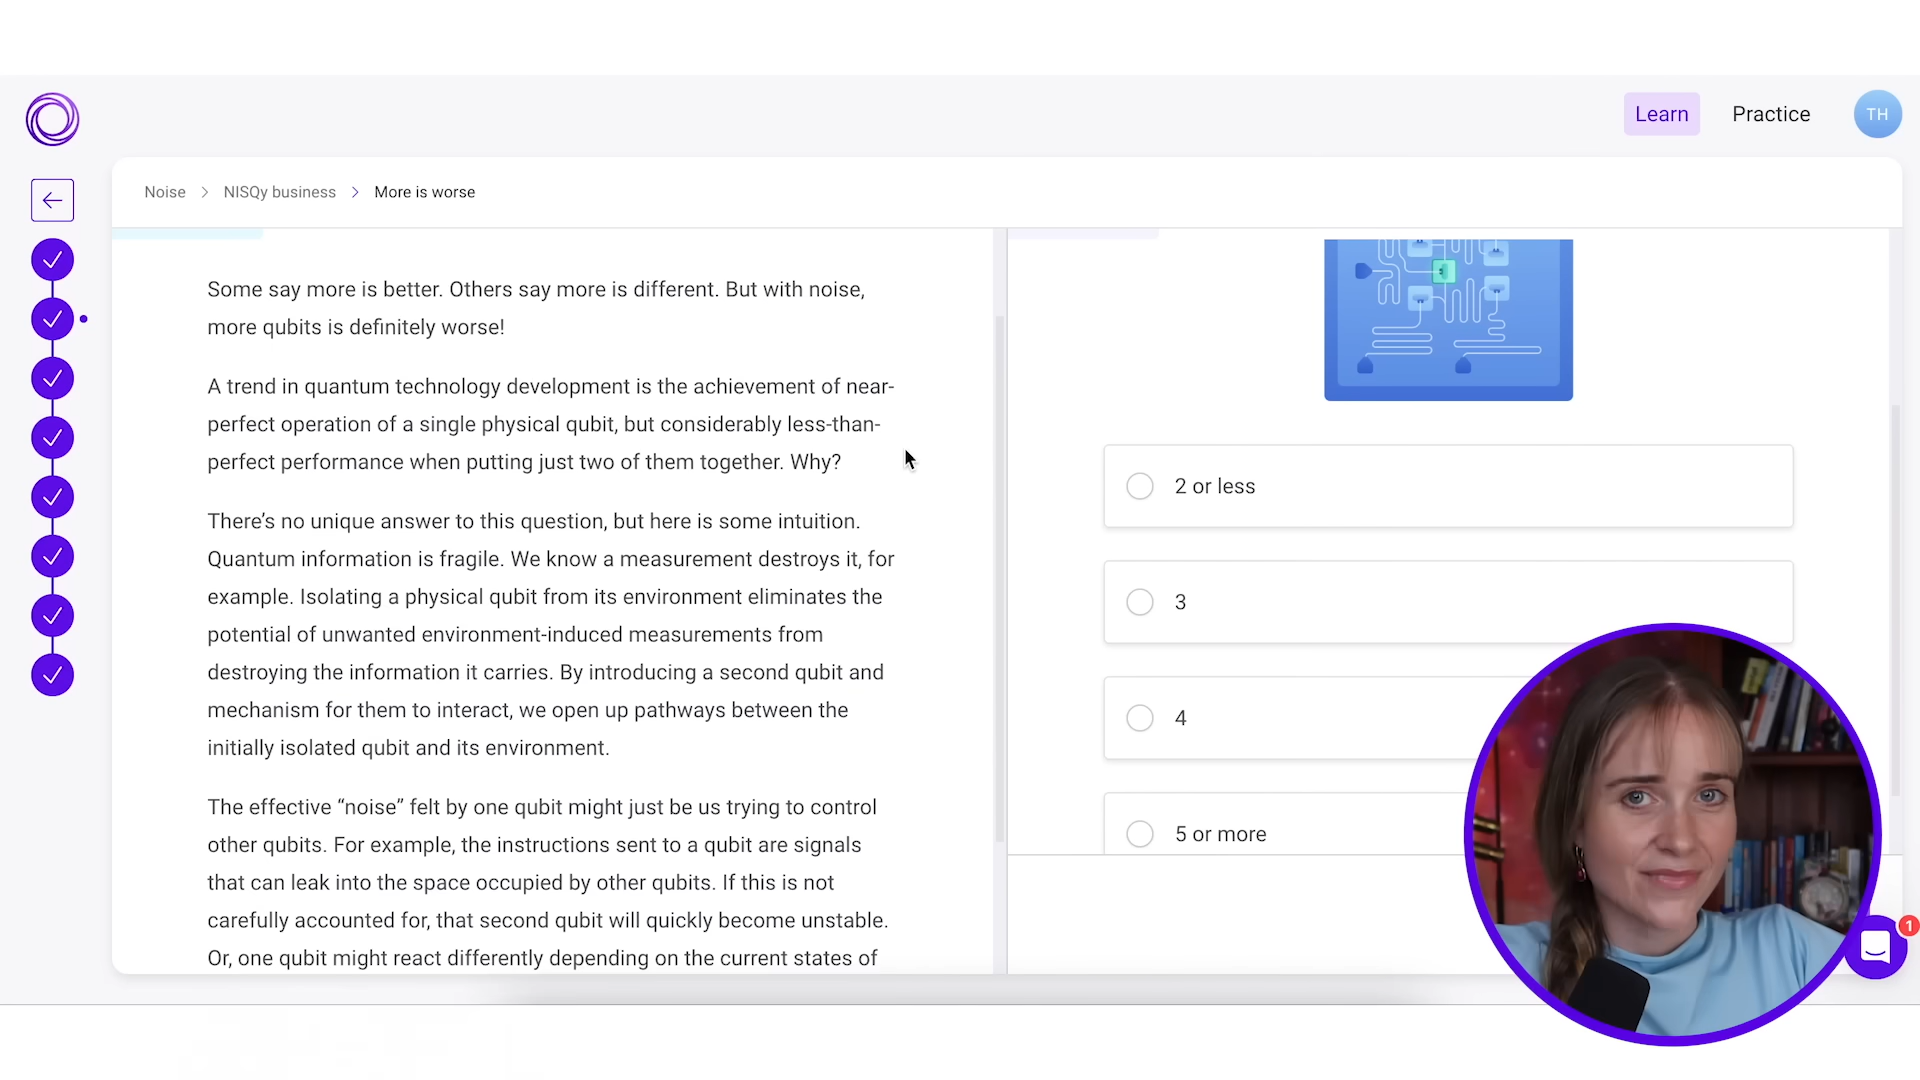 Learn
Practice
TH
Noise
NISQy business
More is worse
Some say more is better. Others say more is different. But with noise,
more qubits is definitely worse!
A trend in quantum technology development is the achievement of near-
perfect operation of a single physical qubit, but considerably less-than-
perfect performance when putting just two of them together. Why?
There’s no unique answer to this question, but here is some intuition.
Quantum information is fragile. We know a measurement destroys it, for
example. Isolating a physical qubit from its environment eliminates the
potential of unwanted environment-induced measurements from
destroying the information it carries. By introducing a second qubit and
mechanism for them to interact, we open up pathways between the
initially isolated qubit and its environment.
The effective “noise” felt by one qubit might just be us trying to control
other qubits. For example, the instructions sent to a qubit are signals
that can leak into the space occupied by other qubits. If this is not
carefully accounted for, that second qubit will quickly become unstable.
Or, one qubit might react differently depending on the current states of
2 or less
3
4
5 or more
1